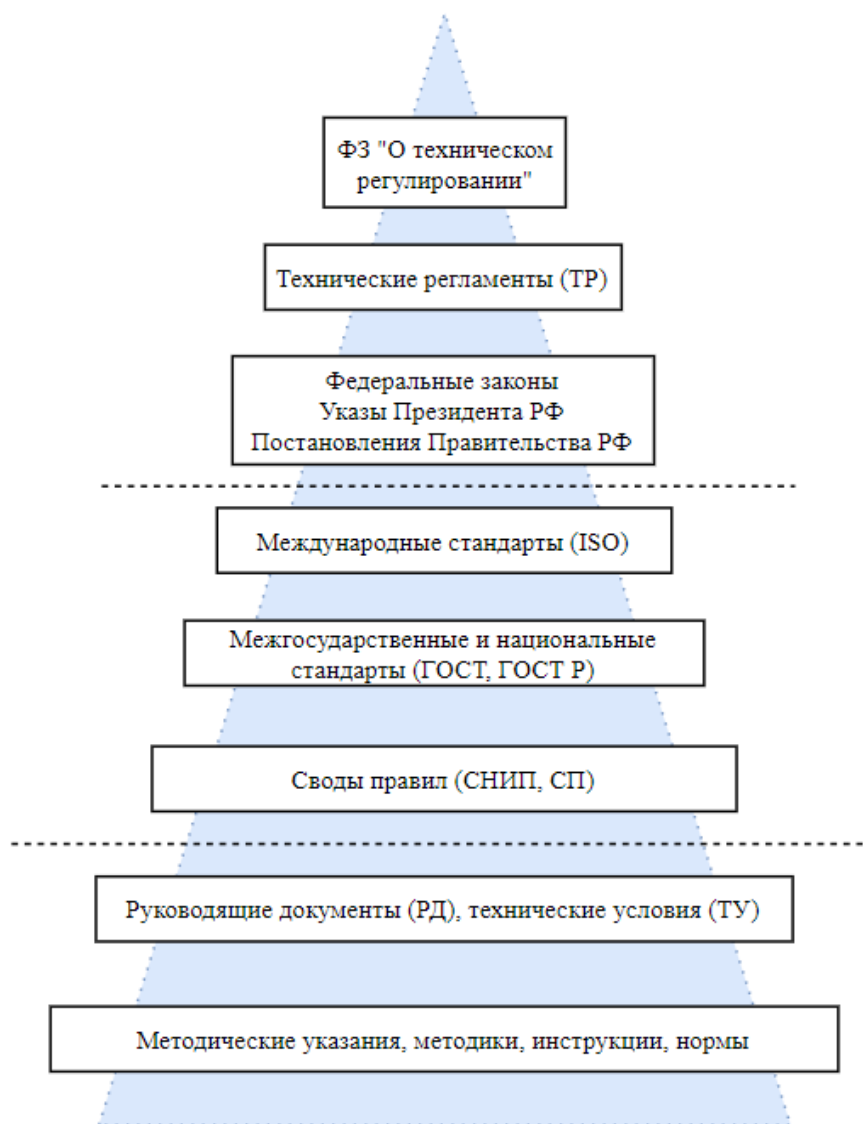 ФЗ "О техническом
регулировании"
Технические регламенты (ТР)
Федеральные законы
Указы Президента РФ
Постановления Правительства РФ
Международные стандарты (ISO)
Межгосударственные и национальные
стандарты (ГОСТ, ГОСТ Р)
Своды правил (СНИП, СП)
Руководящие документы (РД), технические условия (ТУ)
Методические указания, методики, инструкции, нормы